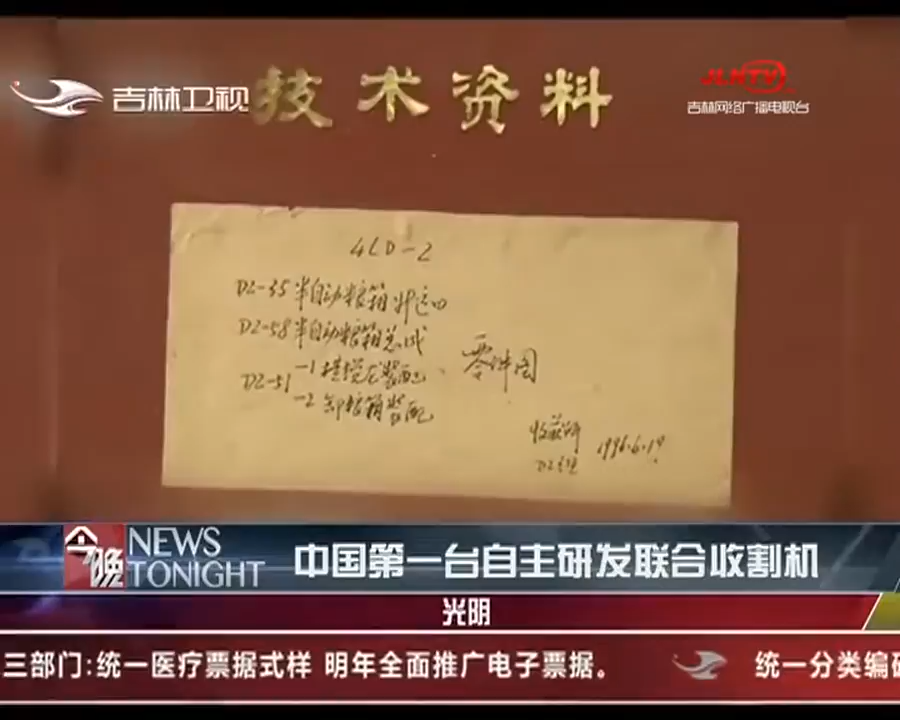 吉林卫视
技术资料
JLNTV
吉林网络广播电视台
4LD-2
DZ-35 半自动粮箱
DZ-58 半自动粮箱总成
DZ-51 -1
-2 卸粮箱装配
零件图
1996.6.19
今晚
NEWS TONIGHT
中国第一台自主研发联合收割机
光明
三部门:统一医疗票据式样 明年全面推广电子票据。
统一分类编码